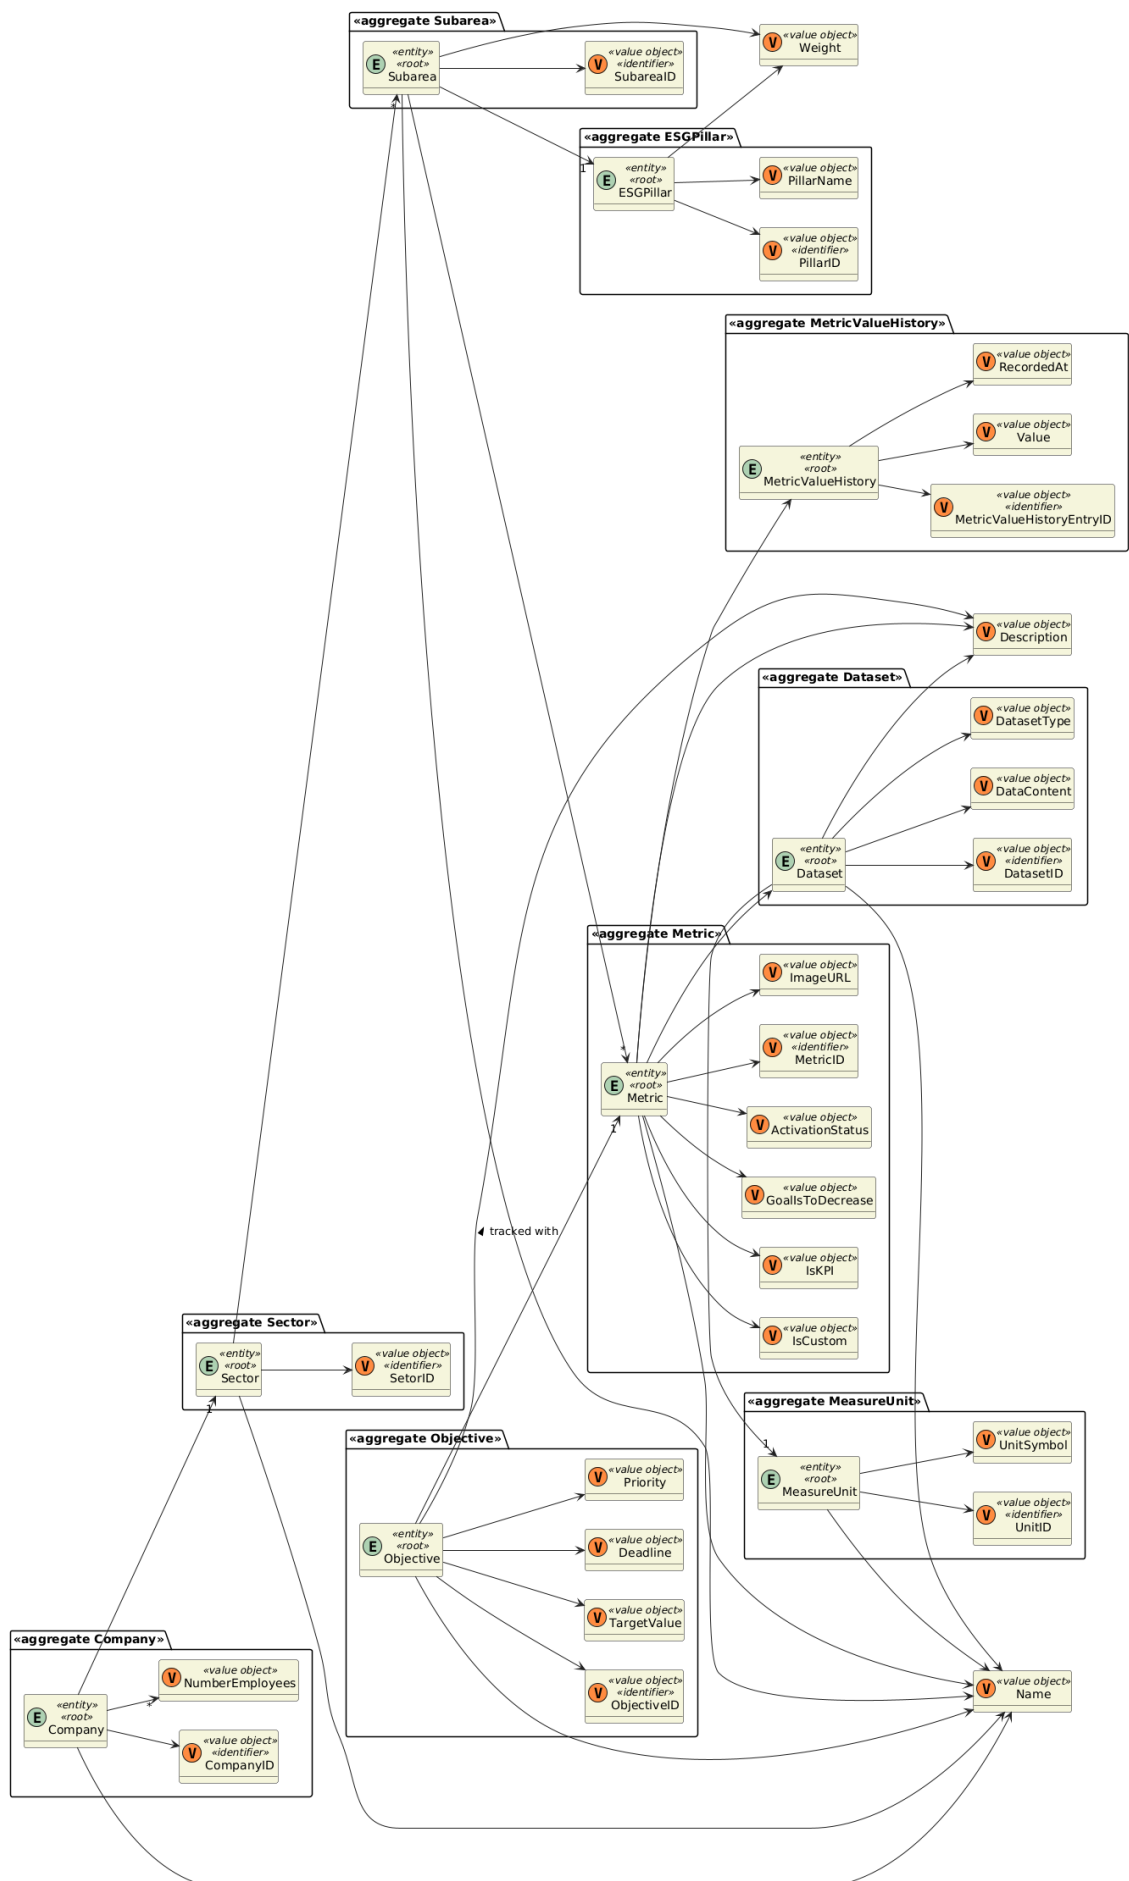 «aggregate Subarea»
E
«entity»
«root»
Subarea
V
«value object»
«identifier»
SubareaID
V
«value object»
Weight
*
«aggregate ESGPillar»
1
E
«entity»
«root»
ESGPillar
V
«value object»
PillarName
V
«value object»
«identifier»
PillarID
«aggregate MetricValueHistory»
V
«value object»
RecordedAt
V
«value object»
Value
E
«entity»
«root»
MetricValueHistory
V
«value object»
«identifier»
MetricValueHistoryEntryID
V
«value object»
Description
«aggregate Dataset»
V
«value object»
DatasetType
V
«value object»
DataContent
E
«entity»
«root»
Dataset
V
«value object»
«identifier»
DatasetID
«aggregate Metric»
V
«value object»
ImageURL
V
«value object»
«identifier»
MetricID
*
E
«entity»
«root»
Metric
1
V
«value object»
ActivationStatus
V
«value object»
GoalIsToDecrease
V
«value object»
IsKPI
V
«value object»
IsCustom
tracked with
«aggregate Sector»
E
«entity»
«root»
Sector
1
V
«value object»
«identifier»
SetorID
«aggregate MeasureUnit»
1
E
«entity»
«root»
MeasureUnit
V
«value object»
UnitSymbol
V
«value object»
«identifier»
UnitID
«aggregate Objective»
E
«entity»
«root»
Objective
V
«value object»
Priority
V
«value object»
Deadline
V
«value object»
TargetValue
V
«value object»
«identifier»
ObjectiveID
«aggregate Company»
E
«entity»
«root»
Company
V
«value object»
NumberEmployees
*
V
«value object»
«identifier»
CompanyID
V
«value object»
Name